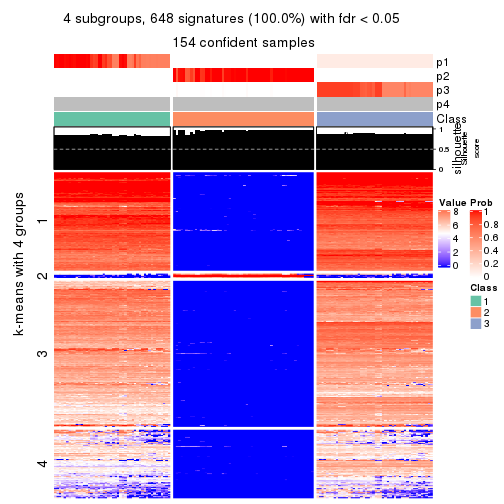 4 subgroups, 648 signatures (100.0%) with fdr < 0.05
154 confident samples
p1
p2
p3
p4
Class
1
0.5
0
silhouette
Silhouette
score
k-means with 4 groups
1
2
3
4
Value
8
6
4
2
0
Prob
1
0.8
0.6
0.4
0.2
0
Class
1
2
3